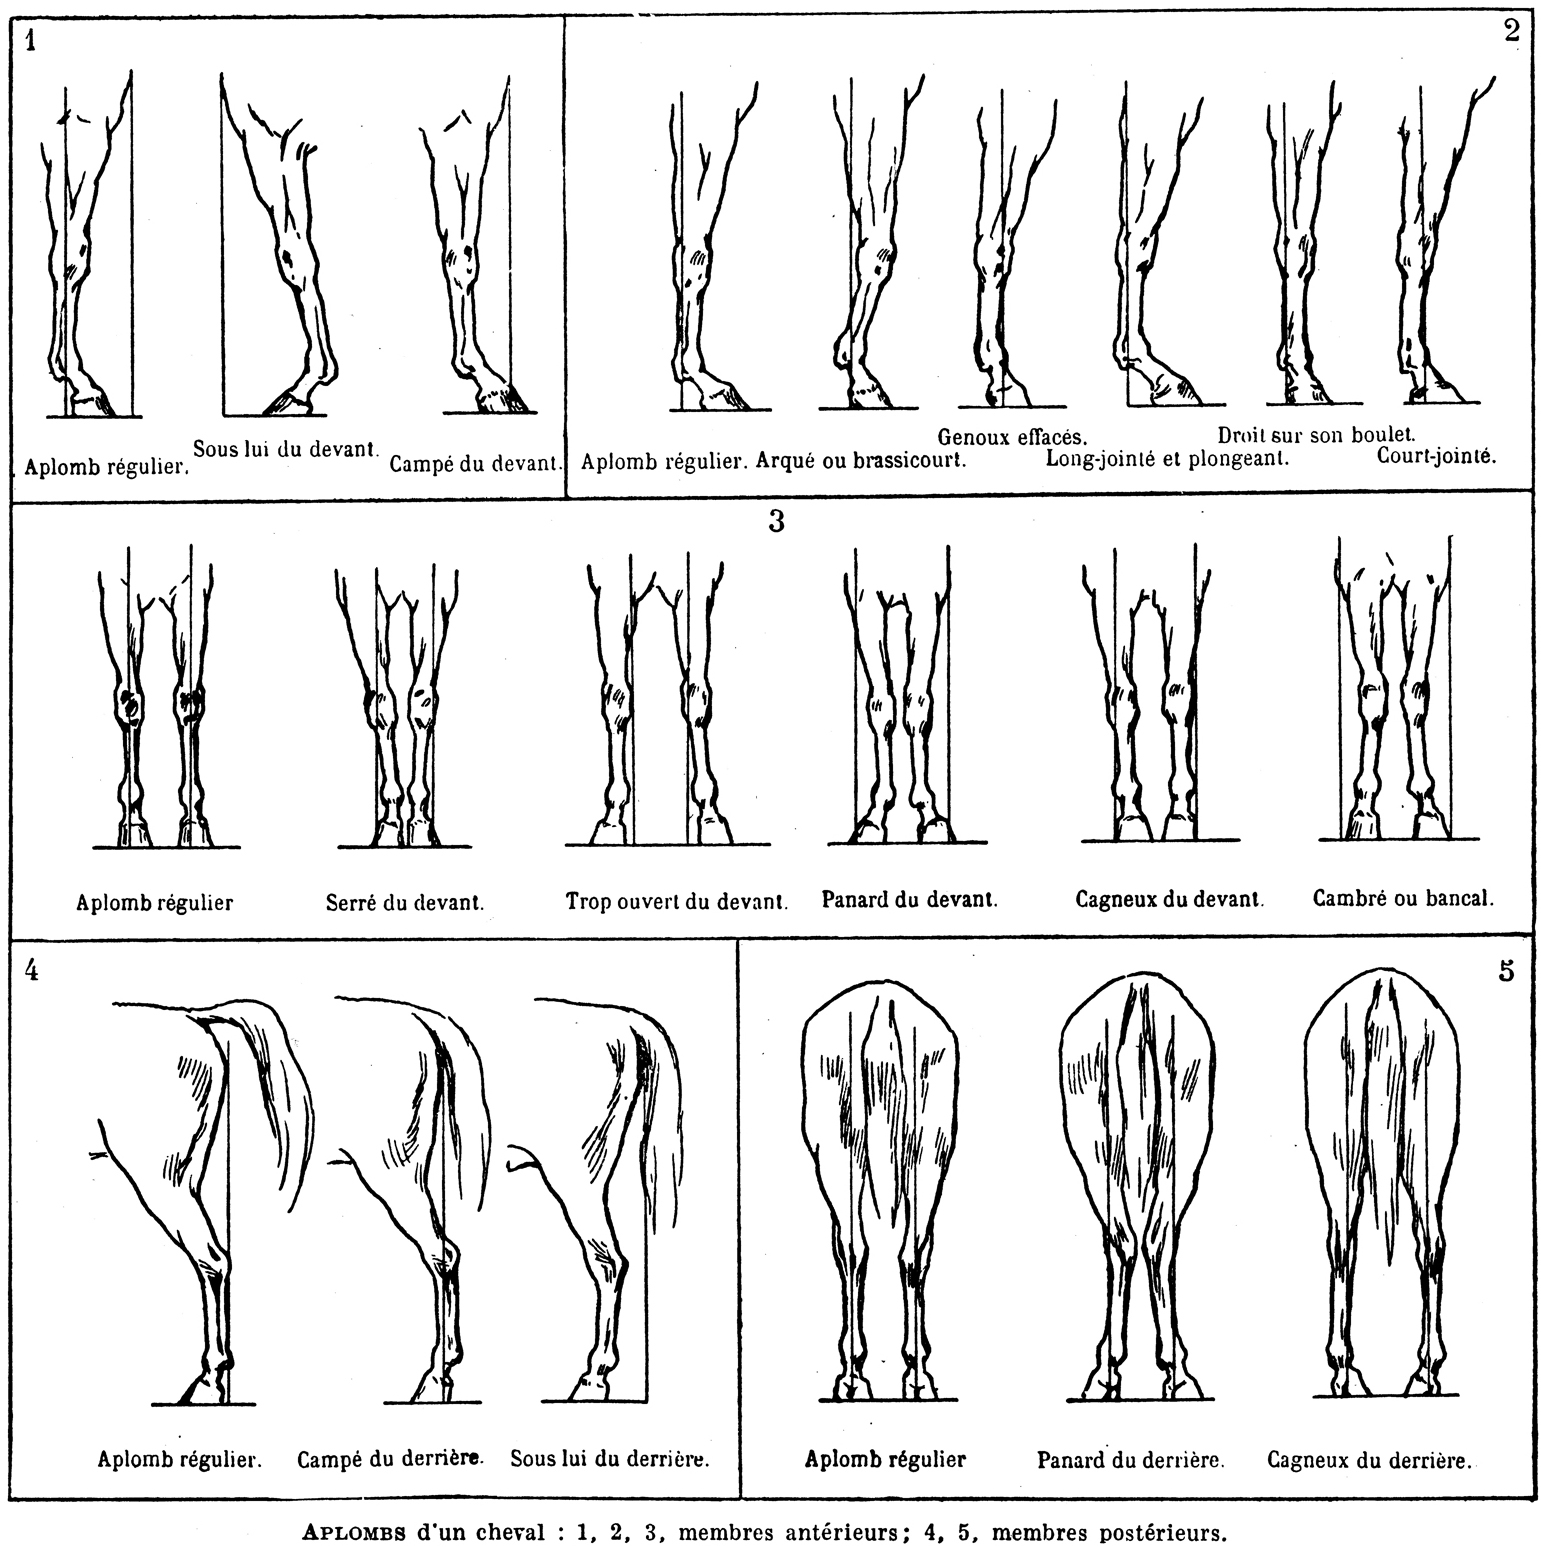 1
2
Aplomb régulier.
Sous lui du devant.
Campé du devant.
Aplomb régulier.
Arqué ou brassicourt.
Genoux effacés.
Long-jointé et plongeant.
Droit sur son boulet.
Court-jointé.
3
Aplomb régulier
Serré du devant.
Trop ouvert du devant.
Panard du devant.
Cagneux du devant.
Cambré ou bancal.
4
5
Aplomb régulier.
Campé du derrière.
Sous lui du derrière.
Aplomb régulier
Panard du derrière.
Cagneux du derrière.
APLOMBS d'un cheval : 1, 2, 3, membres antérieurs; 4, 5, membres postérieurs.